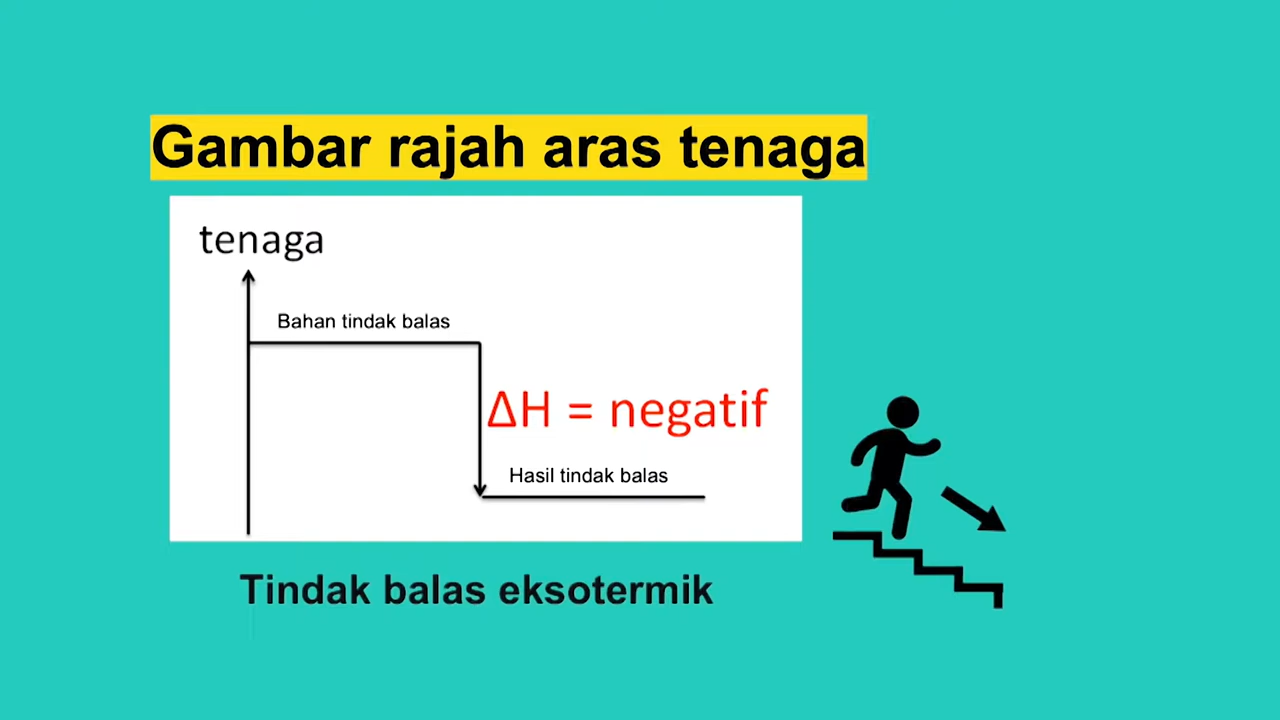 Gambar rajah aras tenaga
tenaga
Bahan tindak balas
ΔH = negatif
Hasil tindak balas
Tindak balas eksotermik